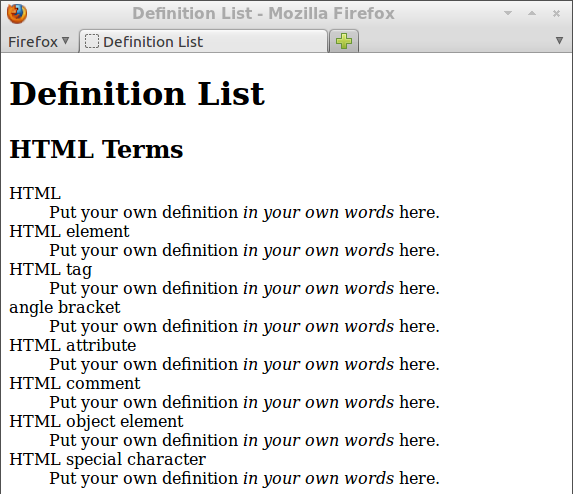 Definition List - Mozilla Firefox
Firefox
Definition List
Definition List
HTML Terms
HTML
Put your own definition in your own words here.
HTML element
Put your own definition in your own words here.
HTML tag
Put your own definition in your own words here.
angle bracket
Put your own definition in your own words here.
HTML attribute
Put your own definition in your own words here.
HTML comment
Put your own definition in your own words here.
HTML object element
Put your own definition in your own words here.
HTML special character
Put your own definition in your own words here.